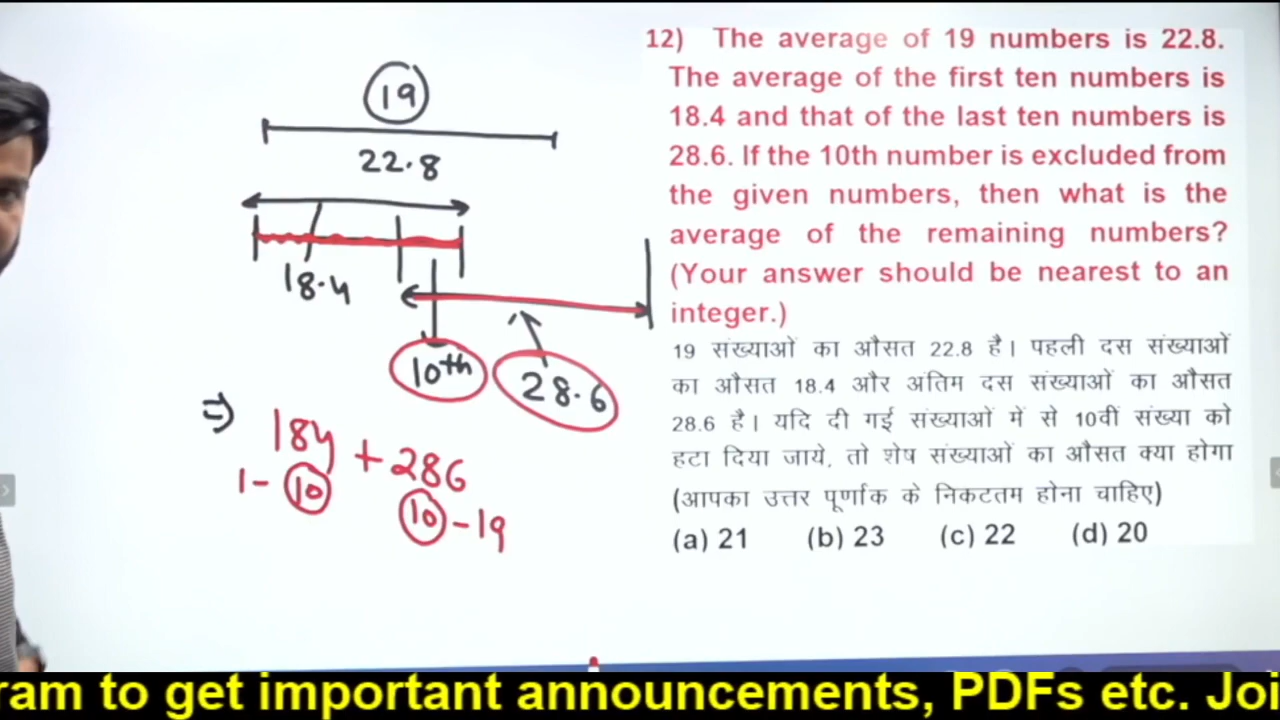 19
22.8
18.4
10th
28.6
⇒ 184 + 286
1-10 10-19
12) The average of 19 numbers is 22.8.
The average of the first ten numbers is
18.4 and that of the last ten numbers is
28.6. If the 10th number is excluded from
the given numbers, then what is the
average of the remaining numbers?
(Your answer should be nearest to an
integer.)
19 संख्याओं का औसत 22.8 है। पहली दस संख्याओं
का औसत 18.4 और अंतिम दस संख्याओं का औसत
28.6 है। यदि दी गई संख्याओं में से 10वीं संख्या को
हटा दिया जाये, तो शेष संख्याओं का औसत क्या होगा
(आपका उत्तर पूर्णाक के निकटतम होना चाहिए)
(a) 21 (b) 23 (c) 22 (d) 20
ram to get important announcements, PDFs etc. Joi